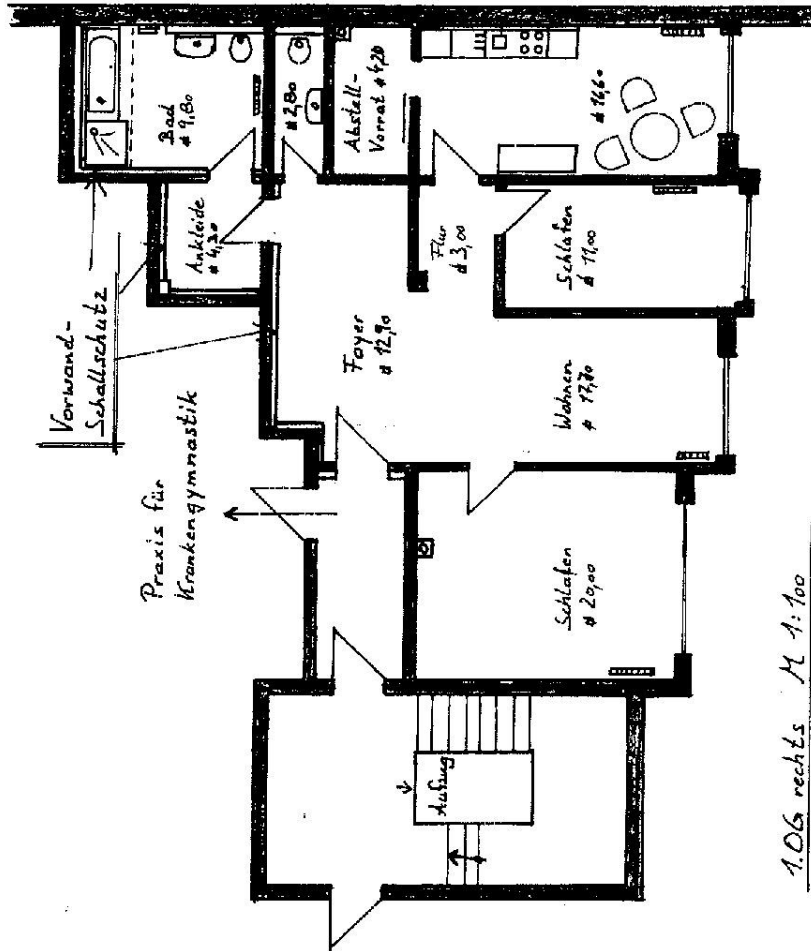 Bad
# 9,80
# 2,80
Abstell-
Vorrat # 4,20
# 16,60
Ankleide
# 4,30
Flur
# 3,00
Schlafen
# 11,00
Vorwand-
Schallschutz
Foyer
# 12,90
Wohnen
# 17,70
Praxis für
Krankengymnastik
Schlafen
# 20,00
Aufzug
1.OG rechts M 1:100